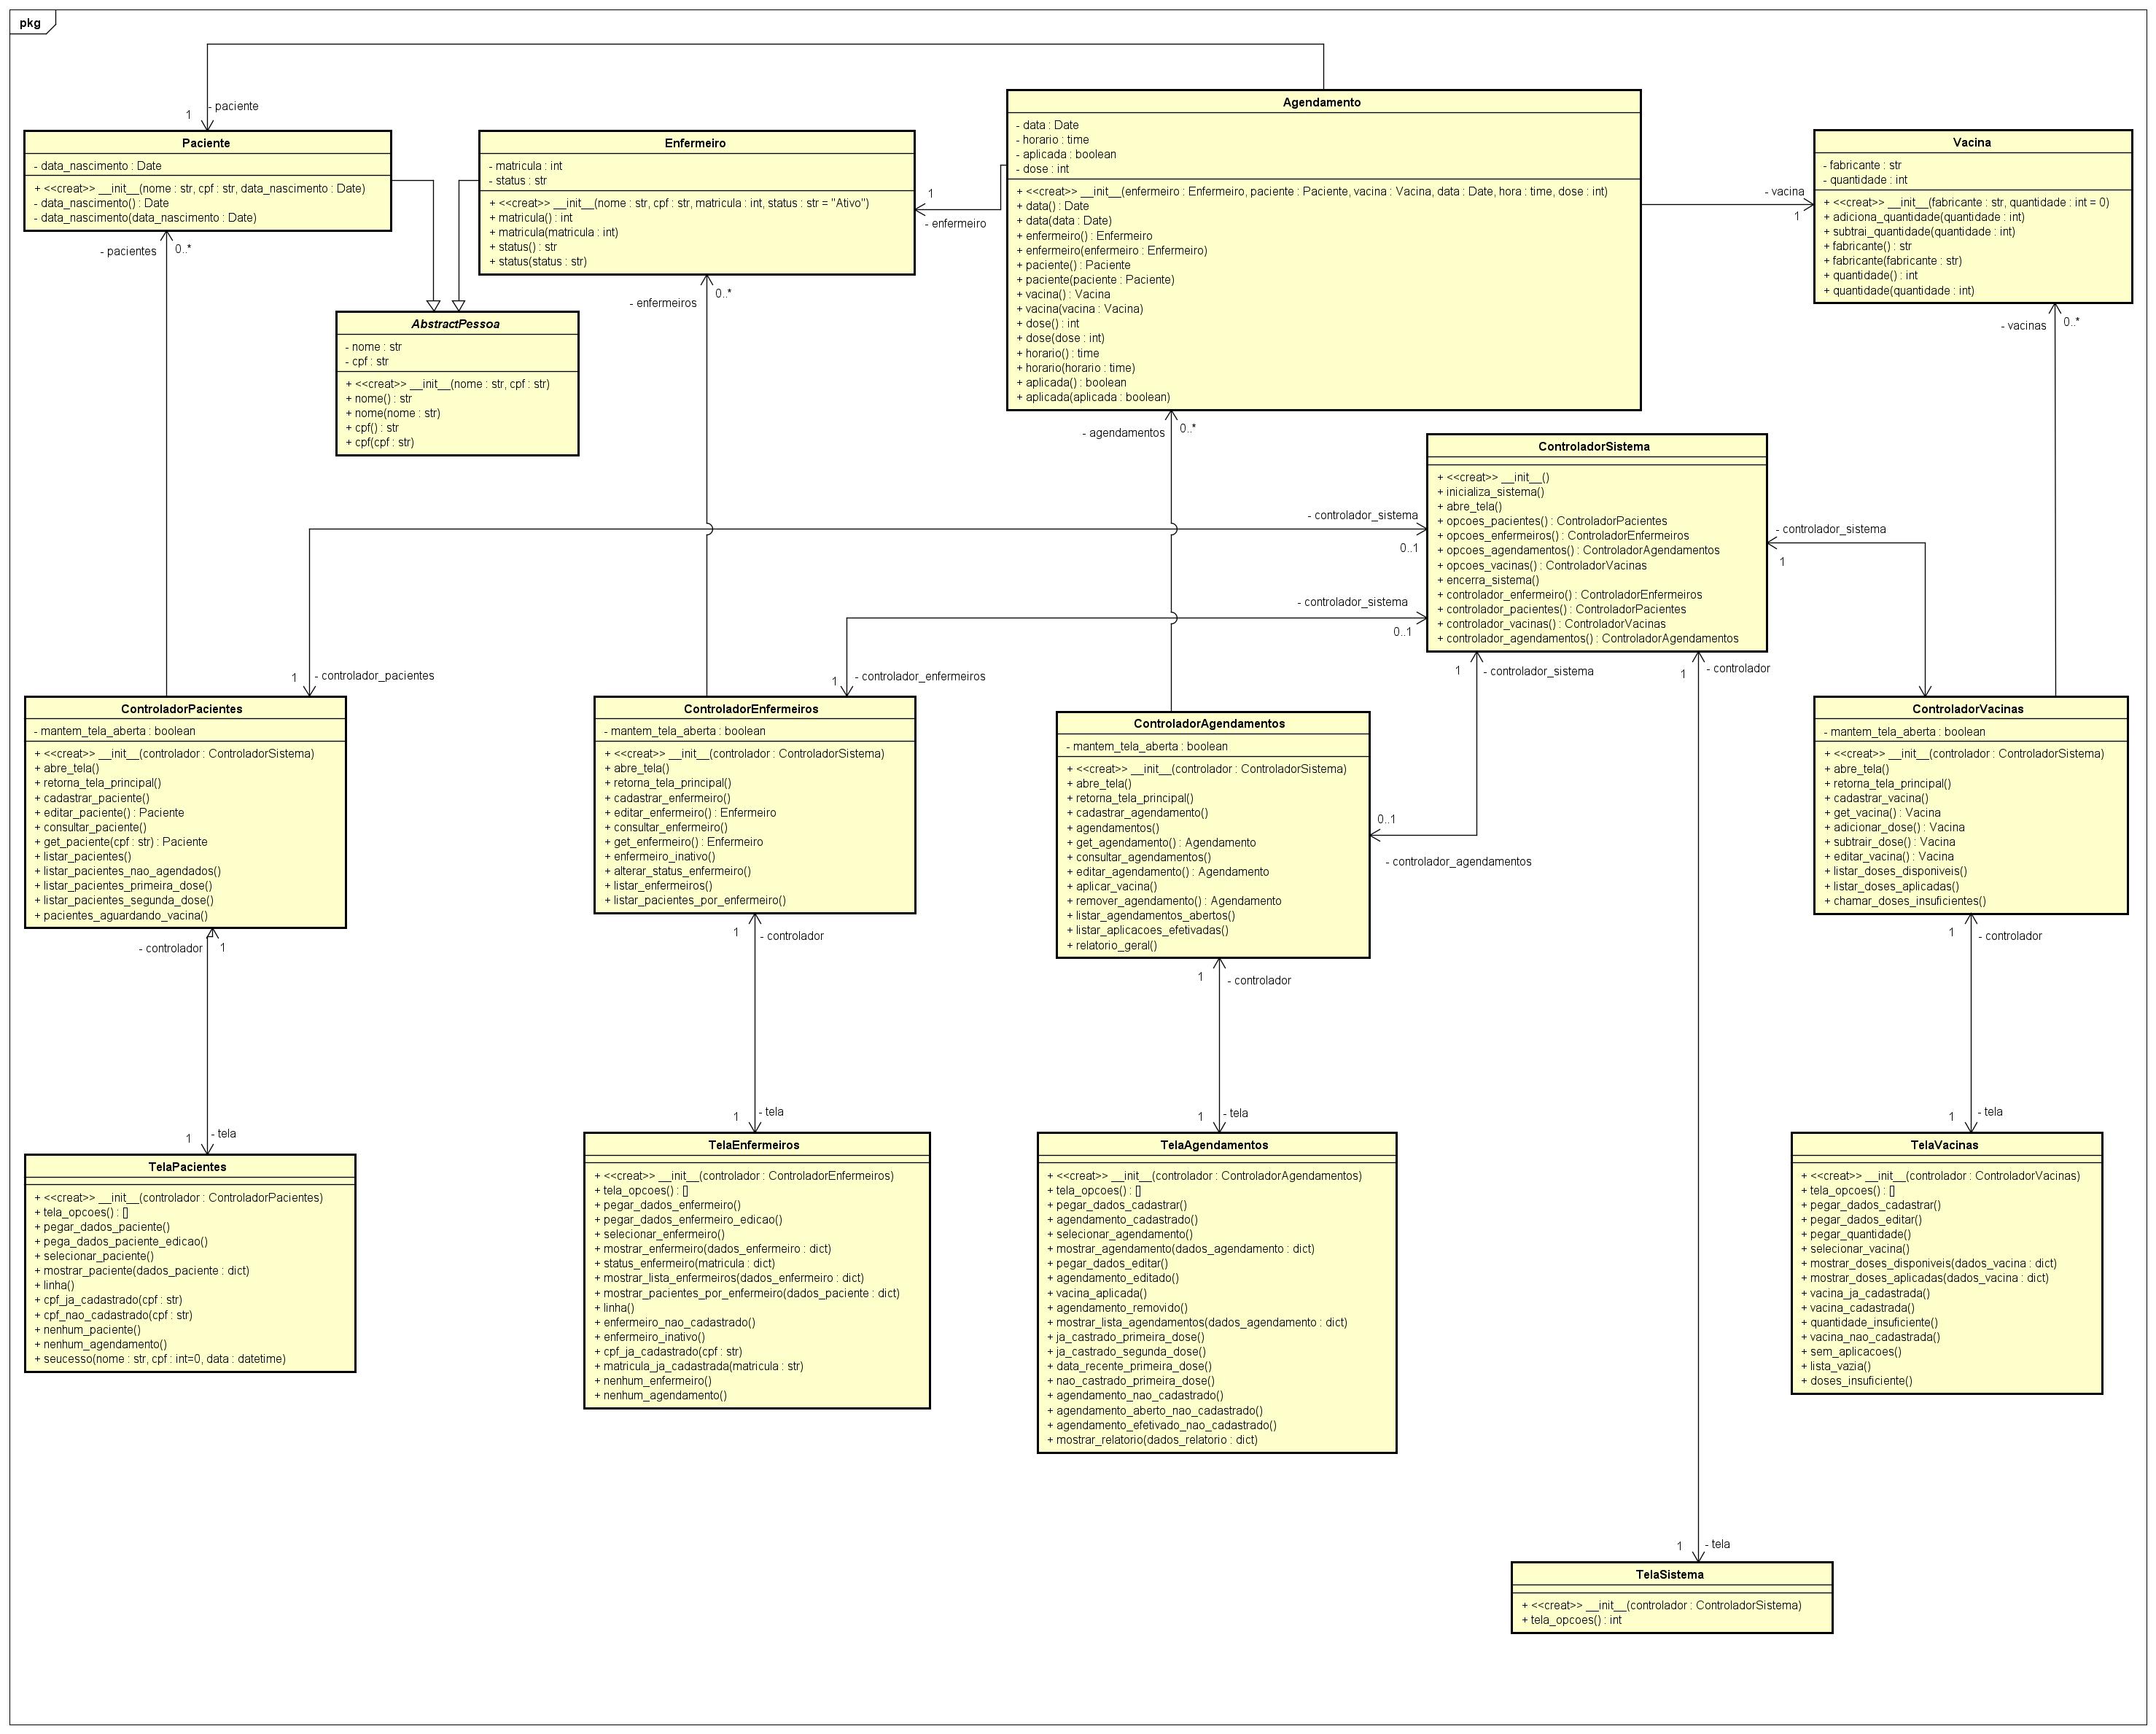 pkg
1
- paciente
Paciente
- data_nascimento : Date
+ <<creat>> __init__(nome : str, cpf : str, data_nascimento : Date)
- data_nascimento() : Date
- data_nascimento(data_nascimento : Date)
- pacientes
0..*
Enfermeiro
- matricula : int
- status : str
+ <<creat>> __init__(nome : str, cpf : str, matricula : int, status : str = "Ativo")
+ matricula() : int
+ matricula(matricula : int)
+ status() : str
+ status(status : str)
1
- enfermeiro
- enfermeiros
0..*
AbstractPessoa
- nome : str
- cpf : str
+ <<creat>> __init__(nome : str, cpf : str)
+ nome() : str
+ nome(nome : str)
+ cpf() : str
+ cpf(cpf : str)
Agendamento
- data : Date
- horario : time
- aplicada : boolean
- dose : int
+ <<creat>> __init__(enfermeiro : Enfermeiro, paciente : Paciente, vacina : Vacina, data : Date, hora : time, dose : int)
+ data() : Date
+ data(data : Date)
+ enfermeiro() : Enfermeiro
+ enfermeiro(enfermeiro : Enfermeiro)
+ paciente() : Paciente
+ paciente(paciente : Paciente)
+ vacina() : Vacina
+ vacina(vacina : Vacina)
+ dose() : int
+ dose(dose : int)
+ horario() : time
+ horario(horario : time)
+ aplicada() : boolean
+ aplicada(aplicada : boolean)
- agendamentos
0..*
- vacina
1
Vacina
- fabricante : str
- quantidade : int
+ <<creat>> __init__(fabricante : str, quantidade : int = 0)
+ adiciona_quantidade(quantidade : int)
+ subtrai_quantidade(quantidade : int)
+ fabricante() : str
+ fabricante(fabricante : str)
+ quantidade() : int
+ quantidade(quantidade : int)
- vacinas
0..*
ControladorSistema
+ <<creat>> __init__()
+ inicializa_sistema()
+ abre_tela()
+ opcoes_pacientes() : ControladorPacientes
+ opcoes_enfermeiros() : ControladorEnfermeiros
+ opcoes_agendamentos() : ControladorAgendamentos
+ opcoes_vacinas() : ControladorVacinas
+ encerra_sistema()
+ controlador_enfermeiro() : ControladorEnfermeiros
+ controlador_pacientes() : ControladorPacientes
+ controlador_vacinas() : ControladorVacinas
+ controlador_agendamentos() : ControladorAgendamentos
- controlador_sistema
0..1
- controlador_sistema
0..1
- controlador_sistema
1
1
- controlador_sistema
1
- controlador
1
- controlador_pacientes
1
- controlador_enfermeiros
0..1
- controlador_agendamentos
ControladorPacientes
- mantem_tela_aberta : boolean
+ <<creat>> __init__(controlador : ControladorSistema)
+ abre_tela()
+ retorna_tela_principal()
+ cadastrar_paciente()
+ editar_paciente() : Paciente
+ consultar_paciente()
+ get_paciente(cpf : str) : Paciente
+ listar_pacientes()
+ listar_pacientes_nao_agendados()
+ listar_pacientes_primeira_dose()
+ listar_pacientes_segunda_dose()
+ pacientes_aguardando_vacina()
- controlador
1
ControladorEnfermeiros
- mantem_tela_aberta : boolean
+ <<creat>> __init__(controlador : ControladorSistema)
+ abre_tela()
+ retorna_tela_principal()
+ cadastrar_enfermeiro()
+ editar_enfermeiro() : Enfermeiro
+ consultar_enfermeiro()
+ get_enfermeiro() : Enfermeiro
+ enfermeiro_inativo()
+ alterar_status_enfermeiro()
+ listar_enfermeiros()
+ listar_pacientes_por_enfermeiro()
1
- controlador
ControladorAgendamentos
- mantem_tela_aberta : boolean
+ <<creat>> __init__(controlador : ControladorSistema)
+ abre_tela()
+ retorna_tela_principal()
+ cadastrar_agendamento()
+ agendamentos()
+ get_agendamento() : Agendamento
+ consultar_agendamentos()
+ editar_agendamento() : Agendamento
+ aplicar_vacina()
+ remover_agendamento() : Agendamento
+ listar_agendamentos_abertos()
+ listar_aplicacoes_efetivadas()
+ relatorio_geral()
1
- controlador
ControladorVacinas
- mantem_tela_aberta : boolean
+ <<creat>> __init__(controlador : ControladorSistema)
+ abre_tela()
+ retorna_tela_principal()
+ cadastrar_vacina()
+ get_vacina() : Vacina
+ adicionar_dose() : Vacina
+ subtrair_dose() : Vacina
+ editar_vacina() : Vacina
+ listar_doses_disponiveis()
+ listar_doses_aplicadas()
+ chamar_doses_insuficientes()
1
- controlador
1
- tela
TelaPacientes
+ <<creat>> __init__(controlador : ControladorPacientes)
+ tela_opcoes() : []
+ pegar_dados_paciente()
+ pega_dados_paciente_edicao()
+ selecionar_paciente()
+ mostrar_paciente(dados_paciente : dict)
+ linha()
+ cpf_ja_cadastrado(cpf : str)
+ cpf_nao_cadastrado(cpf : str)
+ nenhum_paciente()
+ nenhum_agendamento()
+ seucesso(nome : str, cpf : int=0, data : datetime)
1
- tela
TelaEnfermeiros
+ <<creat>> __init__(controlador : ControladorEnfermeiros)
+ tela_opcoes() : []
+ pegar_dados_enfermeiro()
+ pegar_dados_enfermeiro_edicao()
+ selecionar_enfermeiro()
+ mostrar_enfermeiro(dados_enfermeiro : dict)
+ status_enfermeiro(matricula : dict)
+ mostrar_lista_enfermeiros(dados_enfermeiro : dict)
+ mostrar_pacientes_por_enfermeiro(dados_paciente : dict)
+ linha()
+ enfermeiro_nao_cadastrado()
+ enfermeiro_inativo()
+ cpf_ja_cadastrado(cpf : str)
+ matricula_ja_cadastrada(matricula : str)
+ nenhum_enfermeiro()
+ nenhum_agendamento()
1
- tela
TelaAgendamentos
+ <<creat>> __init__(controlador : ControladorAgendamentos)
+ tela_opcoes() : []
+ pegar_dados_cadastrar()
+ agendamento_cadastrado()
+ selecionar_agendamento()
+ mostrar_agendamento(dados_agendamento : dict)
+ pegar_dados_editar()
+ agendamento_editado()
+ vacina_aplicada()
+ agendamento_removido()
+ mostrar_lista_agendamentos(dados_agendamento : dict)
+ ja_castrado_primeira_dose()
+ ja_castrado_segunda_dose()
+ data_recente_primeira_dose()
+ nao_castrado_primeira_dose()
+ agendamento_nao_cadastrado()
+ agendamento_aberto_nao_cadastrado()
+ agendamento_efetivado_nao_cadastrado()
+ mostrar_relatorio(dados_relatorio : dict)
1
- tela
TelaVacinas
+ <<creat>> __init__(controlador : ControladorVacinas)
+ tela_opcoes() : []
+ pegar_dados_cadastrar()
+ pegar_dados_editar()
+ pegar_quantidade()
+ selecionar_vacina()
+ mostrar_doses_disponiveis(dados_vacina : dict)
+ mostrar_doses_aplicadas(dados_vacina : dict)
+ vacina_ja_cadastrada()
+ vacina_cadastrada()
+ quantidade_insuficiente()
+ vacina_nao_cadastrada()
+ sem_aplicacoes()
+ lista_vazia()
+ doses_insuficiente()
1
- tela
TelaSistema
+ <<creat>> __init__(controlador : ControladorSistema)
+ tela_opcoes() : int